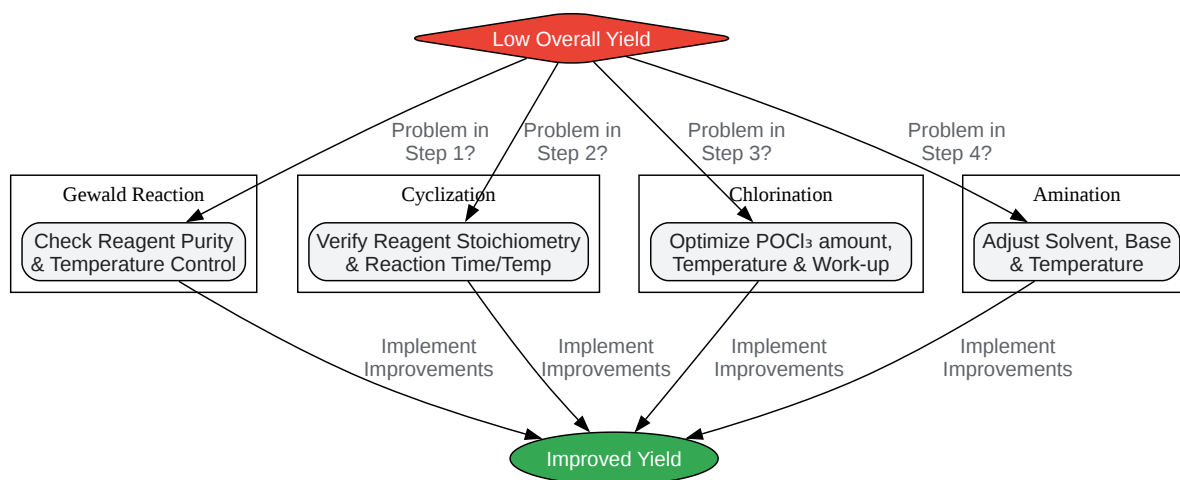 Low Overall Yield
Problem in
Step 1?
Problem in
Step 2?
Problem in
Step 3?
Problem in
Step 4?
Gewald Reaction
Check Reagent Purity
& Temperature Control
Cyclization
Verify Reagent Stoichiometry
& Reaction Time/Temp
Chlorination
Optimize POCl₃ amount,
Temperature & Work-up
Amination
Adjust Solvent, Base
& Temperature
Implement
Improvements
Implement
Improvements
Implement
Improvements
Implement
Improvements
Improved Yield